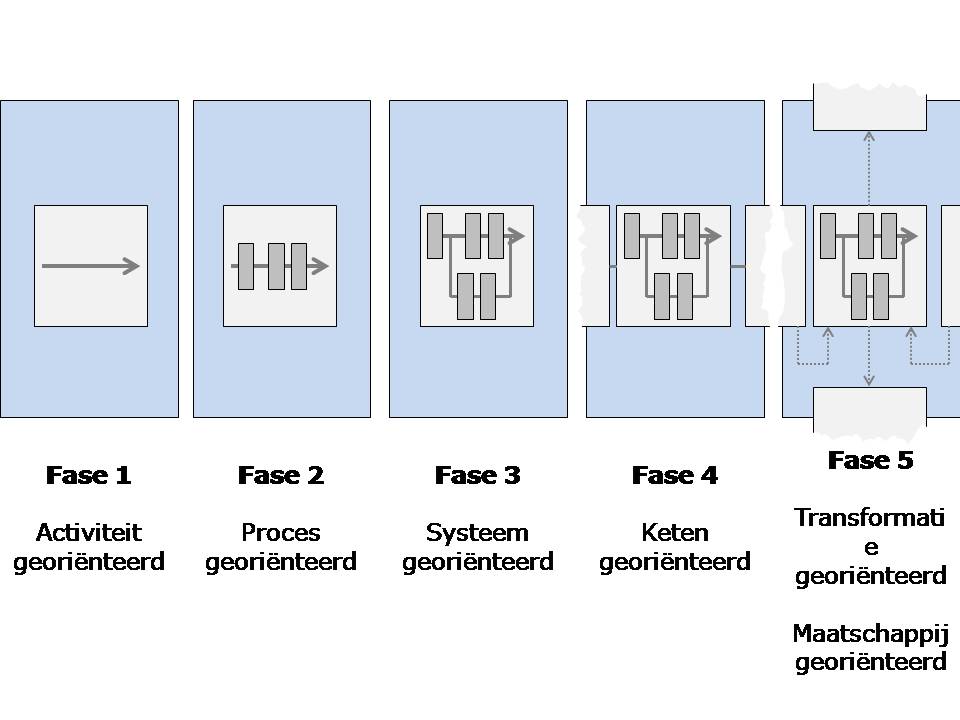 Fase 1
Activiteit
georiënteerd
Fase 2
Proces
georiënteerd
Fase 3
Systeem
georiënteerd
Fase 4
Keten
georiënteerd
Fase 5
Transformati
e
georiënteerd
Maatschappij
georiënteerd